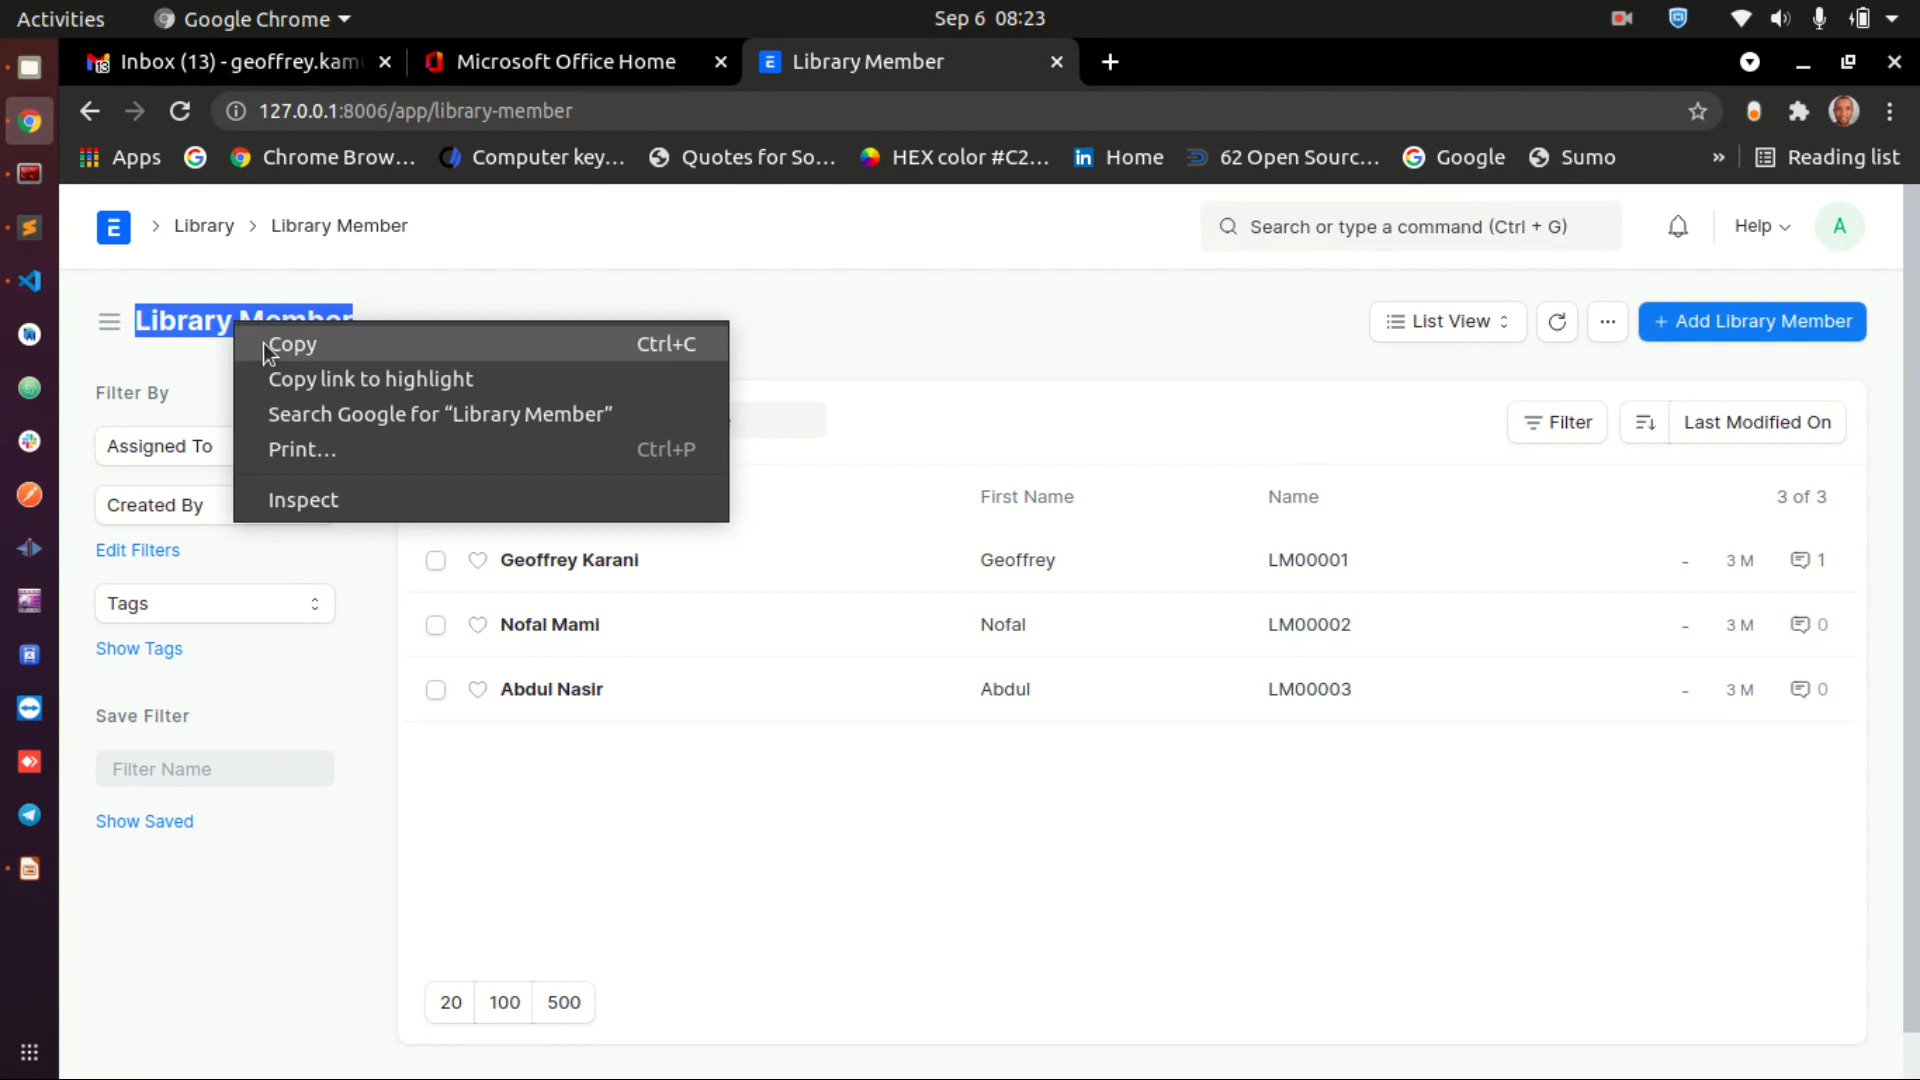 Activities
Google Chrome
Sep 6 08:23
Inbox (13) - geoffrey.kam
Microsoft Office Home
Library Member
127.0.0.1:8006/app/library-member
Apps
Chrome Brow...
Computer key...
Quotes for So...
HEX color #C2...
Home
62 Open Sourc...
Google
Sumo
»
Reading list
Library
Library Member
Search or type a command (Ctrl + G)
Help
A
Library Member
List View
+ Add Library Member
Copy Ctrl+C
Copy link to highlight
Search Google for “Library Member”
Print... Ctrl+P
Inspect
Filter By
Assigned To
Created By
Edit Filters
Tags
Show Tags
Save Filter
Filter Name
Show Saved
Filter
Last Modified On
First Name Name 3 of 3
Geoffrey Karani Geoffrey LM00001 - 3 M 1
Nofal Mami Nofal LM00002 - 3 M 0
Abdul Nasir Abdul LM00003 - 3 M 0
20 100 500